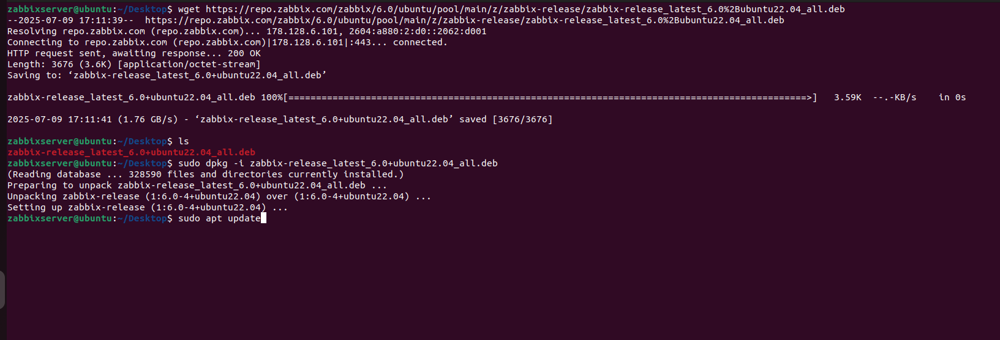 zabbixserver@ubuntu:~/Desktop$ wget https://repo.zabbix.com/zabbix/6.0/ubuntu/pool/main/z/zabbix-release/zabbix-release_latest_6.0%2Bubuntu22.04_all.deb
--2025-07-09 17:11:39--  https://repo.zabbix.com/zabbix/6.0/ubuntu/pool/main/z/zabbix-release/zabbix-release_latest_6.0%2Bubuntu22.04_all.deb
Resolving repo.zabbix.com (repo.zabbix.com)... 178.128.6.101, 2604:a880:2:d0::2062:d001
Connecting to repo.zabbix.com (repo.zabbix.com)|178.128.6.101|:443... connected.
HTTP request sent, awaiting response... 200 OK
Length: 3676 (3.6K) [application/octet-stream]
Saving to: ‘zabbix-release_latest_6.0+ubuntu22.04_all.deb’
zabbix-release_latest_6.0+ubuntu22.04_all.deb 100%[==============================================================================================>]   3.59K  --.-KB/s    in 0s
2025-07-09 17:11:41 (1.76 GB/s) - ‘zabbix-release_latest_6.0+ubuntu22.04_all.deb’ saved [3676/3676]
zabbixserver@ubuntu:~/Desktop$ ls
zabbix-release_latest_6.0+ubuntu22.04_all.deb
zabbixserver@ubuntu:~/Desktop$ sudo dpkg -i zabbix-release_latest_6.0+ubuntu22.04_all.deb
(Reading database ... 328590 files and directories currently installed.)
Preparing to unpack zabbix-release_latest_6.0+ubuntu22.04_all.deb ...
Unpacking zabbix-release (1:6.0-4+ubuntu22.04) over (1:6.0-4+ubuntu22.04) ...
Setting up zabbix-release (1:6.0-4+ubuntu22.04) ...
zabbixserver@ubuntu:~/Desktop$ sudo apt update